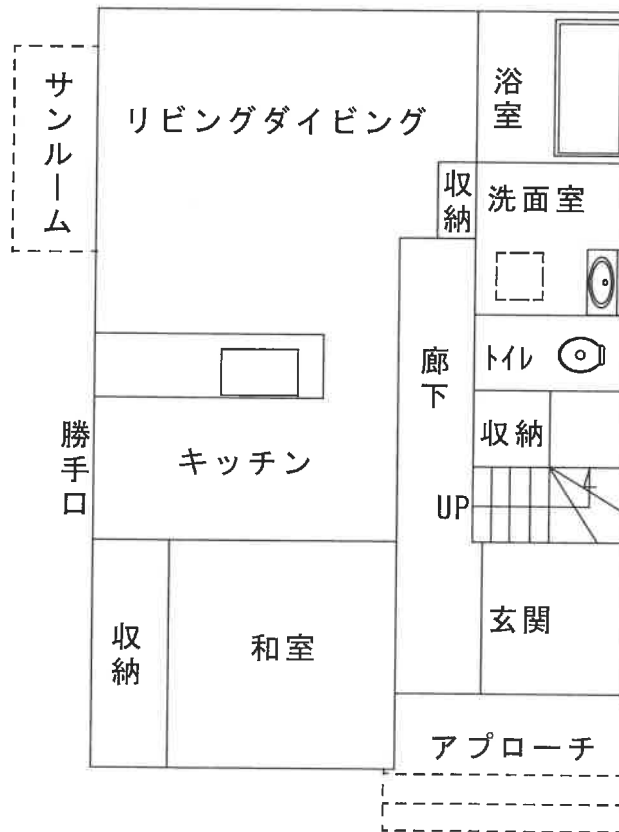 サンルーム
リビングダイビング
浴室
収納
洗面室
廊下
トイレ
収納
勝手口
キッチン
UP
収納
和室
玄関
アプローチ